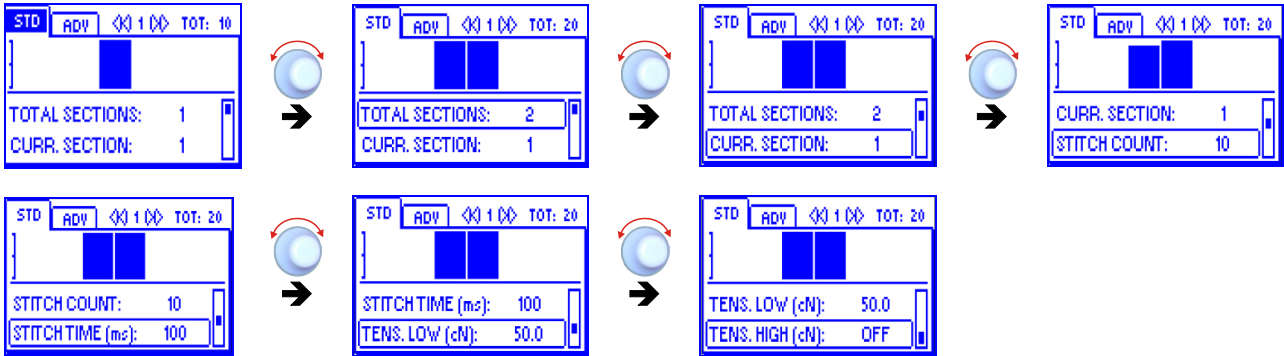 STD ADV ⟨K⟩ 1 ⟨X⟩ TOT: 10
TOTAL SECTIONS: 1
CURR. SECTION: 1
STD ADV ⟨K⟩ 1 ⟨X⟩ TOT: 20
TOTAL SECTIONS: 2
CURR. SECTION: 1
STD ADV ⟨K⟩ 1 ⟨X⟩ TOT: 20
TOTAL SECTIONS: 2
CURR. SECTION: 1
STD ADV ⟨K⟩ 1 ⟨X⟩ TOT: 20
CURR. SECTION: 1
STITCH COUNT: 10
STD ADV ⟨K⟩ 1 ⟨X⟩ TOT: 20
STITCH COUNT: 10
STITCH TIME (ms): 100
STD ADV ⟨K⟩ 1 ⟨X⟩ TOT: 20
STITCH TIME (ms): 100
TENS. LOW (cN): 50.0
STD ADV ⟨K⟩ 1 ⟨X⟩ TOT: 20
TENS. LOW (cN): 50.0
TENS. HIGH (cN): OFF